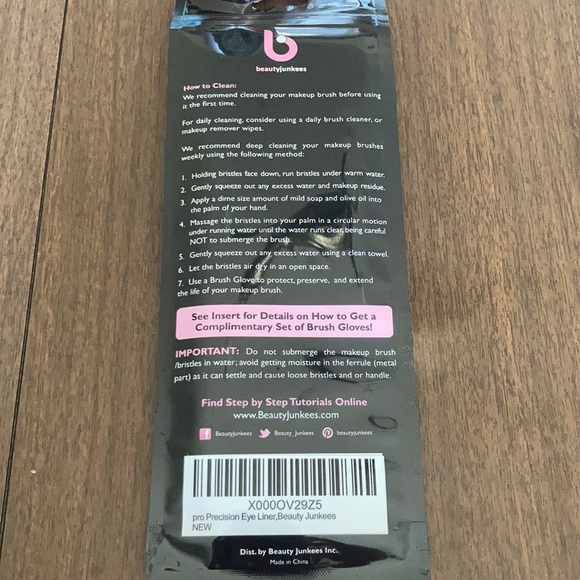 b
beautyjunkees
How to Clean:
We recommend cleaning your makeup brush before using
it the first time.
For daily cleaning, consider using a daily brush cleaner, or
makeup remover wipes.
We recommend deep cleaning your makeup brushes
weekly using the following method:
1. Holding bristles face down, run bristles under warm water.
2. Gently squeeze out any excess water and makeup residue.
3. Apply a dime size amount of mild soap and olive oil into
the palm of your hand.
4. Massage the bristles into your palm in a circular motion
under running water until the water runs clear, being careful
NOT to submerge the brush.
5. Gently squeeze out any excess water using a clean towel.
6. Let the bristles air dry in an open space.
7. Use a Brush Glove to protect, preserve, and extend
the life of your makeup brush.
See Insert for Details on How to Get a
Complimentary Set of Brush Gloves!
IMPORTANT: Do not submerge the makeup brush
/bristles in water; avoid getting moisture in the ferrule (metal
part) as it can settle and cause loose bristles and or handle.
Find Step by Step Tutorials Online
www.BeautyJunkees.com
f BeautyJunkees Beauty_Junkees beautyjunkees
X000OV29Z5
pro Precision Eye Liner,Beauty Junkees
NEW
Dist. by Beauty Junkees Inc.
Made in China